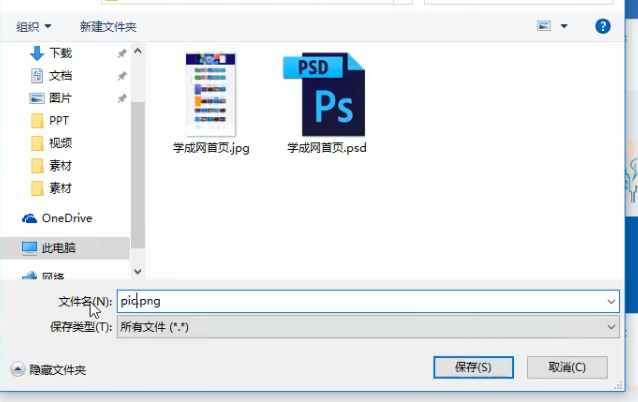 组织 新建文件夹
下载
文档
图片
PPT
视频
素材
素材
OneDrive
此电脑
网络
PSD
Ps
学成网首页.jpg 学成网首页.psd
文件名(N): pic.png
保存类型(T): 所有文件 (*.*)
隐藏文件夹 保存(S) 取消(C)